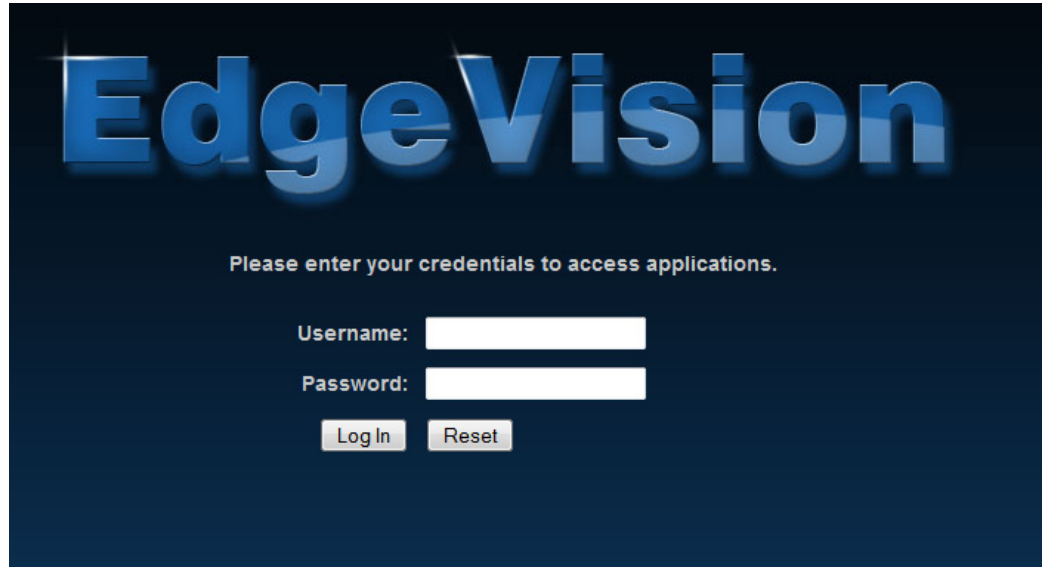 EdgeVision
Please enter your credentials to access applications.
Username:
Password:
Log In Reset